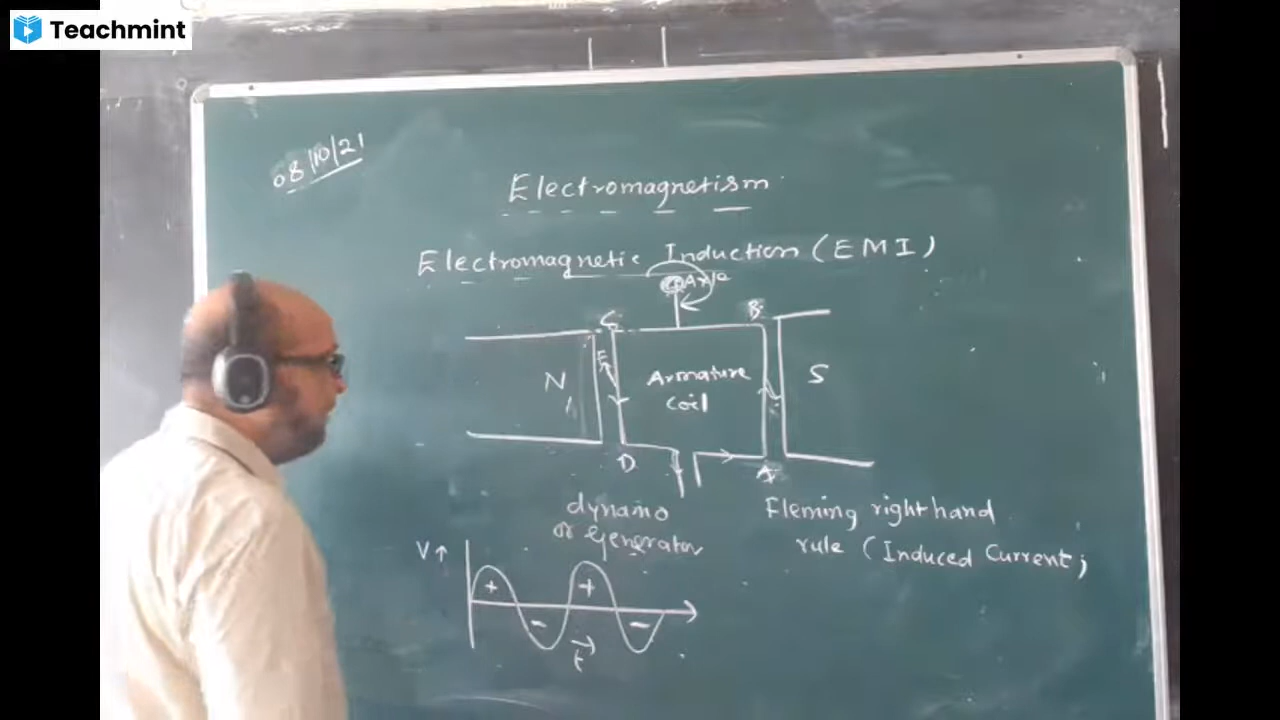 Teachmint
08/10/21
Electromagnetism
Electromagnetic Induction (EMI)
Axle
C
B
N
E
Armature
coil
S
D
A
dynamo
or Generator
Fleming right hand
rule (Induced Current)
V↑
+
+
-
-
t